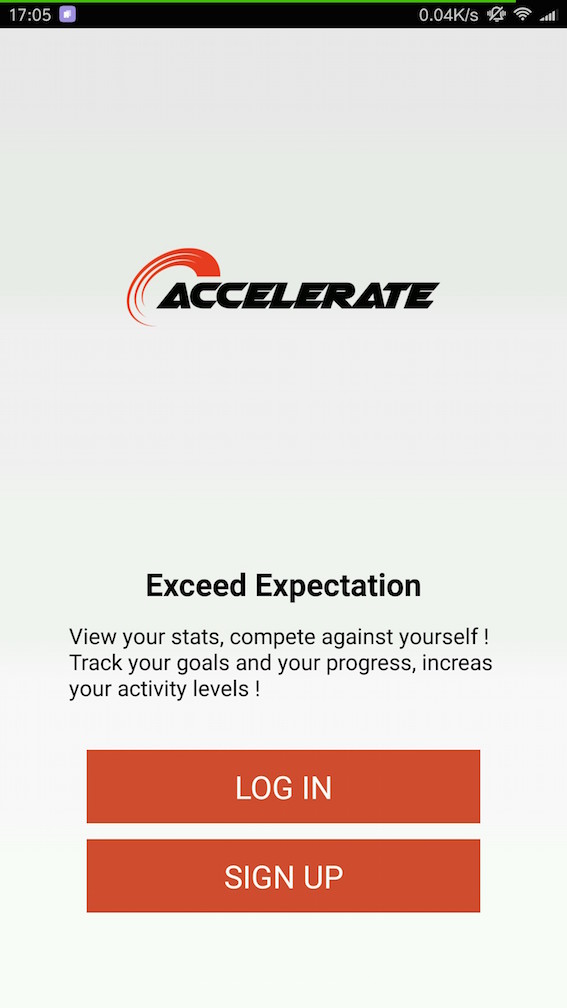 17:05 0.04K/s
ACCELERATE
Exceed Expectation
View your stats, compete against yourself !
Track your goals and your progress, increas
your activity levels !
LOG IN
SIGN UP